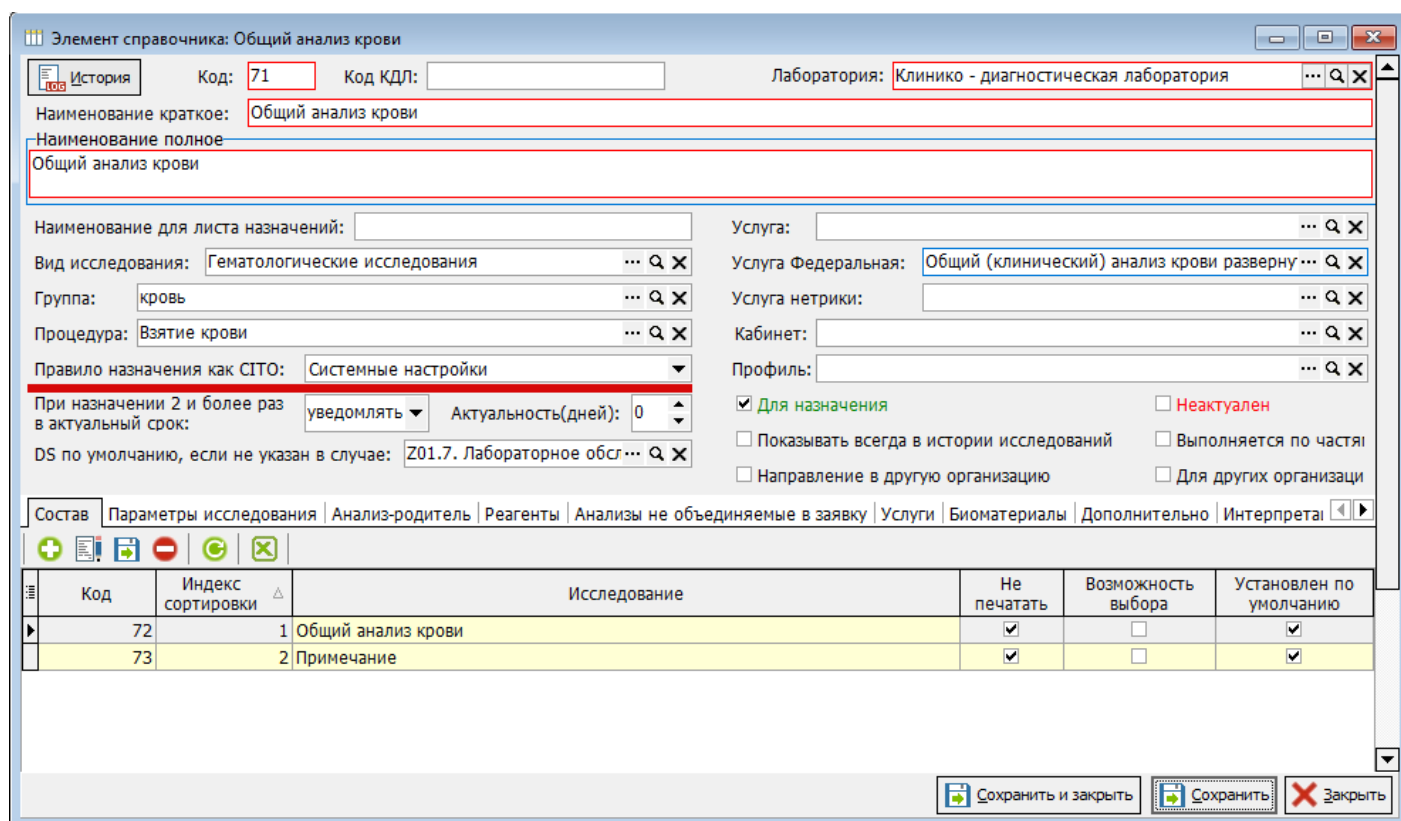 Элемент справочника: Общий анализ крови
LOG История Код: 71 Код КДЛ: Лаборатория: Клинико - диагностическая лаборатория
Наименование краткое: Общий анализ крови
Наименование полное
Общий анализ крови
Наименование для листа назначений: Услуга:
Вид исследования: Гематологические исследования Услуга Федеральная: Общий (клинический) анализ крови разверну
Группа: кровь Услуга нетрики:
Процедура: Взятие крови Кабинет:
Правило назначения как CITO: Системные настройки Профиль:
При назначении 2 и более раз
в актуальный срок: уведомлять Актуальность(дней): 0 Для назначения Неактуален
Показывать всегда в истории исследований Выполняется по частям
DS по умолчанию, если не указан в случае: Z01.7. Лабораторное обсл
Направление в другую организацию Для других организаци
Состав Параметры исследования Анализ-родитель Реагенты Анализы не объединяемые в заявку Услуги Биоматериалы Дополнительно Интерпрета
Код Индекс сортировки Исследование Не печатать Возможность выбора Установлен по умолчанию
72 1 Общий анализ крови
73 2 Примечание
Сохранить и закрыть Сохранить Закрыть